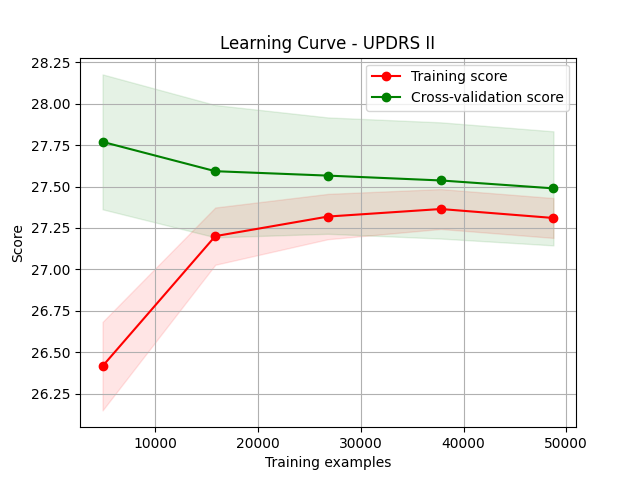 Learning Curve - UPDRS II
Training score
Cross-validation score
Score
28.25
28.00
27.75
27.50
27.25
27.00
26.75
26.50
26.25
10000 20000 30000 40000 50000
Training examples